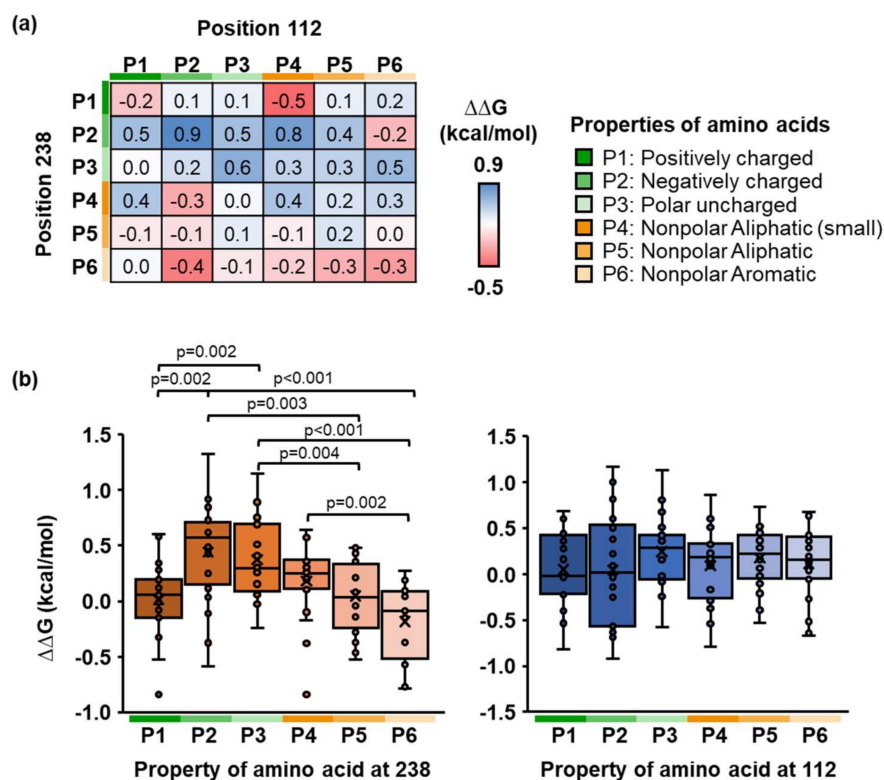 (a)
Position 112
P1 P2 P3 P4 P5 P6
Position 238
P1 -0.2 0.1 0.1 -0.5 0.1 0.2
P2 0.5 0.9 0.5 0.8 0.4 -0.2
P3 0.0 0.2 0.6 0.3 0.3 0.5
P4 0.4 -0.3 0.0 0.4 0.2 0.3
P5 -0.1 -0.1 0.1 -0.1 0.2 0.0
P6 0.0 -0.4 -0.1 -0.2 -0.3 -0.3
ΔΔG
(kcal/mol)
0.9
-0.5
Properties of amino acids
P1: Positively charged
P2: Negatively charged
P3: Polar uncharged
P4: Nonpolar Aliphatic (small)
P5: Nonpolar Aliphatic
P6: Nonpolar Aromatic
(b)
p=0.002
p=0.002 p<0.001
p=0.003
p<0.001
p=0.004
p=0.002
ΔΔG (kcal/mol)
1.5
1.0
0.5
0.0
-0.5
-1.0
P1 P2 P3 P4 P5 P6
Property of amino acid at 238
1.5
1.0
0.5
0.0
-0.5
-1.0
-1.5
P1 P2 P3 P4 P5 P6
Property of amino acid at 112